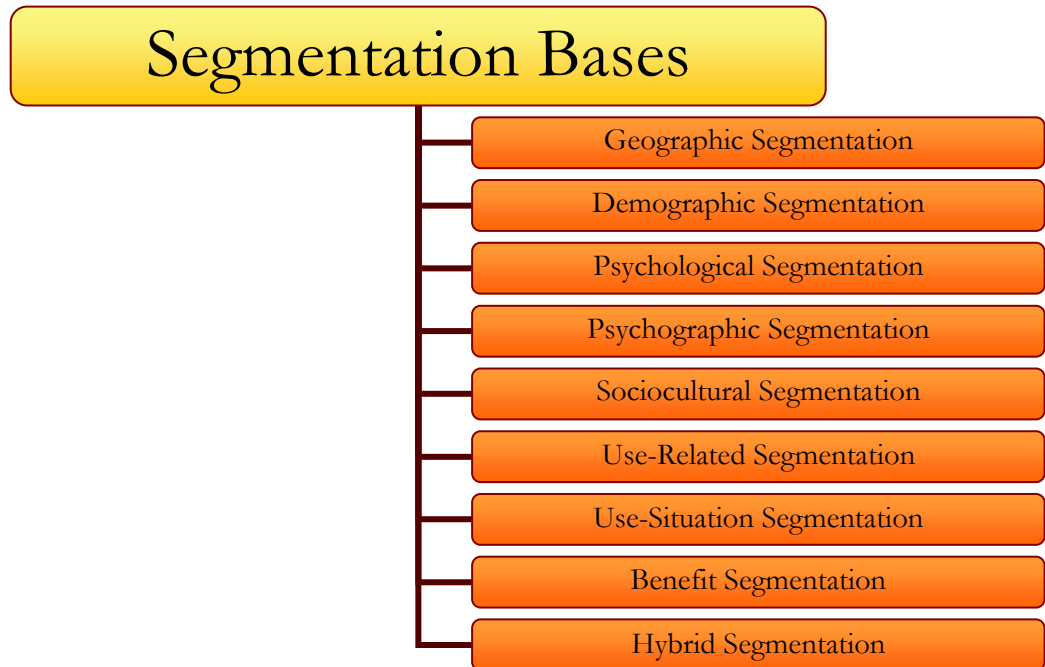 Segmentation Bases
Geographic Segmentation
Demographic Segmentation
Psychological Segmentation
Psychographic Segmentation
Sociocultural Segmentation
Use-Related Segmentation
Use-Situation Segmentation
Benefit Segmentation
Hybrid Segmentation